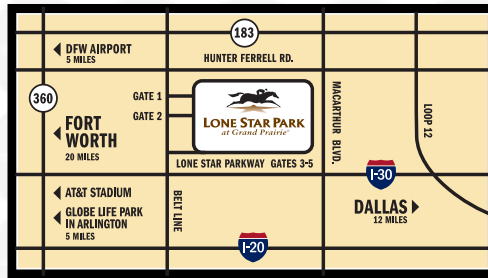 183
DFW AIRPORT
5 MILES
HUNTER FERRELL RD.
360
GATE 1
GATE 2
FORT
WORTH
20 MILES
LONE STAR PARK
at Grand Prairie®
LONE STAR PARKWAY GATES 3-5
MACARTHUR BLVD.
LOOP 12
I-30
AT&T STADIUM
GLOBE LIFE PARK
IN ARLINGTON
5 MILES
BELT LINE
DALLAS
12 MILES
I-20